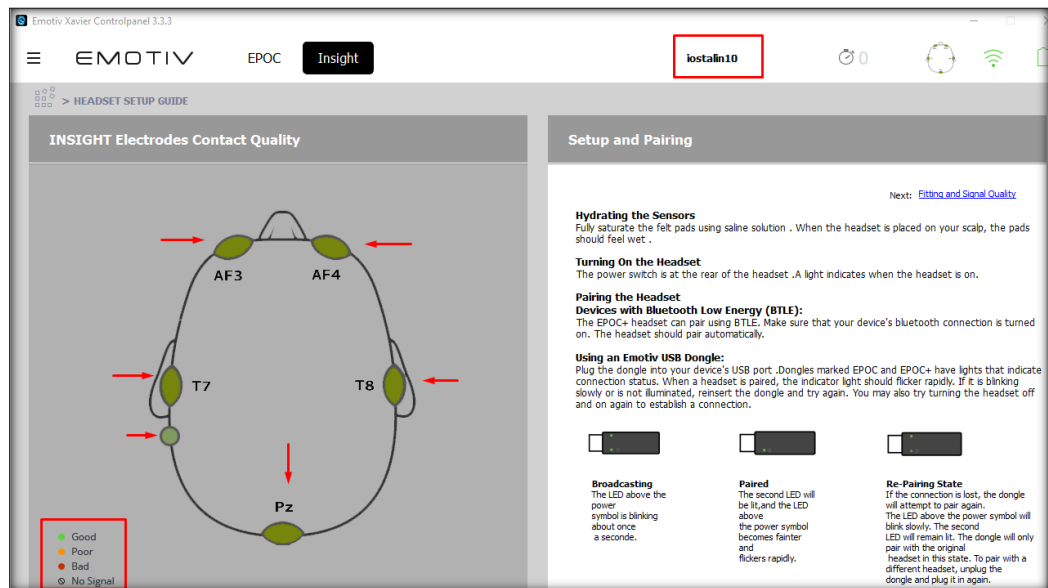 Emotiv Xavier Controlpanel 3.3.3
EMOTIV
EPOC
Insight
iostalin10
0
> HEADSET SETUP GUIDE
INSIGHT Electrodes Contact Quality
AF3
AF4
T7
T8
Pz
Good
Poor
Bad
No Signal
Setup and Pairing
Next: Fitting and Signal Quality
Hydrating the Sensors
Fully saturate the felt pads using saline solution . When the headset is placed on your scalp, the pads
should feel wet .
Turning On the Headset
The power switch is at the rear of the headset .A light indicates when the headset is on.
Pairing the Headset
Devices with Bluetooth Low Energy (BTLE):
The EPOC+ headset can pair using BTLE. Make sure that your device's bluetooth connection is turned
on. The headset should pair automatically.
Using an Emotiv USB Dongle:
Plug the dongle into your device's USB port .Dongles marked EPOC and EPOC+ have lights that indicate
connection status. When a headset is paired, the indicator light should flicker rapidly. If it is blinking
slowly or is not illuminated, reinsert the dongle and try again. You may also try turning the headset off
and on again to establish a connection.
Broadcasting
The LED above the
power
symbol is blinking
about once
a seconde.
Paired
The second LED will
be lit,and the LED
above
the power symbol
becomes fainter
and
flickers rapidly.
Re-Pairing State
If the connection is lost, the dongle
will attempt to pair again.
The LED above the power symbol will
blink slowly. The second
LED will remain lit. The dongle will only
pair with the original
headset in this state. To pair with a
different headset, unplug the
dongle and plug it in again.